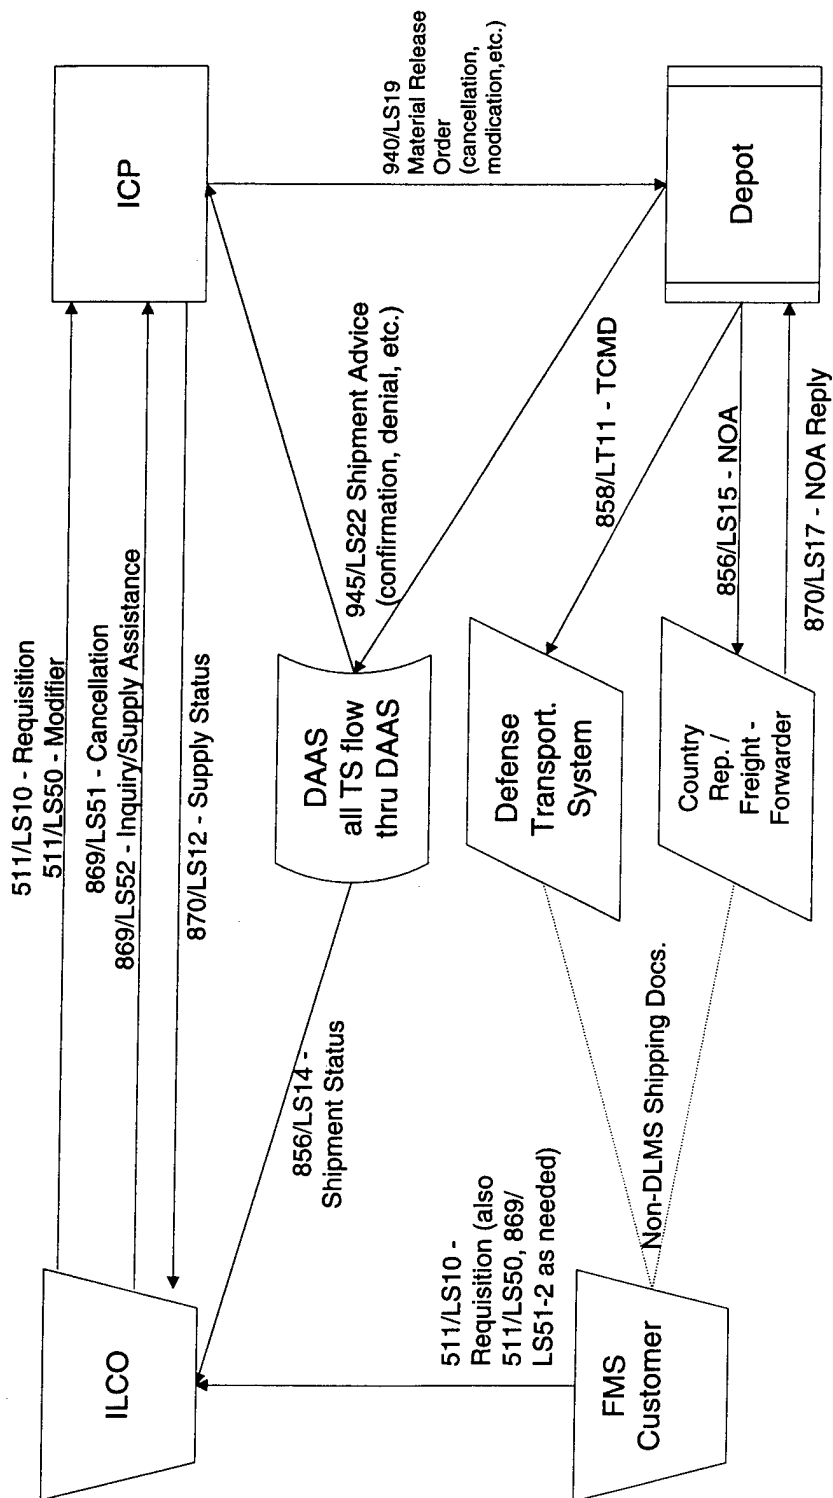 511/LS10 - Requisition
511/LS50 - Modifier
869/LS51 - Cancellation
869/LS52 - Inquiry/Supply Assistance
870/LS12 - Supply Status
ILCO
ICP
856/LS14 -
Shipment Status
DAAS
all TS flow
thru DAAS
945/LS22 Shipment Advice
(confirmation, denial, etc.)
940/LS19
Material Release
Order
(cancellation,
modication,etc.)
511/LS10 -
Requisition (also
511/LS50, 869/
LS51-2 as needed)
Defense
Transport.
System
858/LT11 - TCMD
FMS
Customer
Non-DLMS Shipping Docs.
Country
Rep. /
Freight -
Forwarder
856/LS15 - NOA
870/LS17 - NOA Reply
Depot